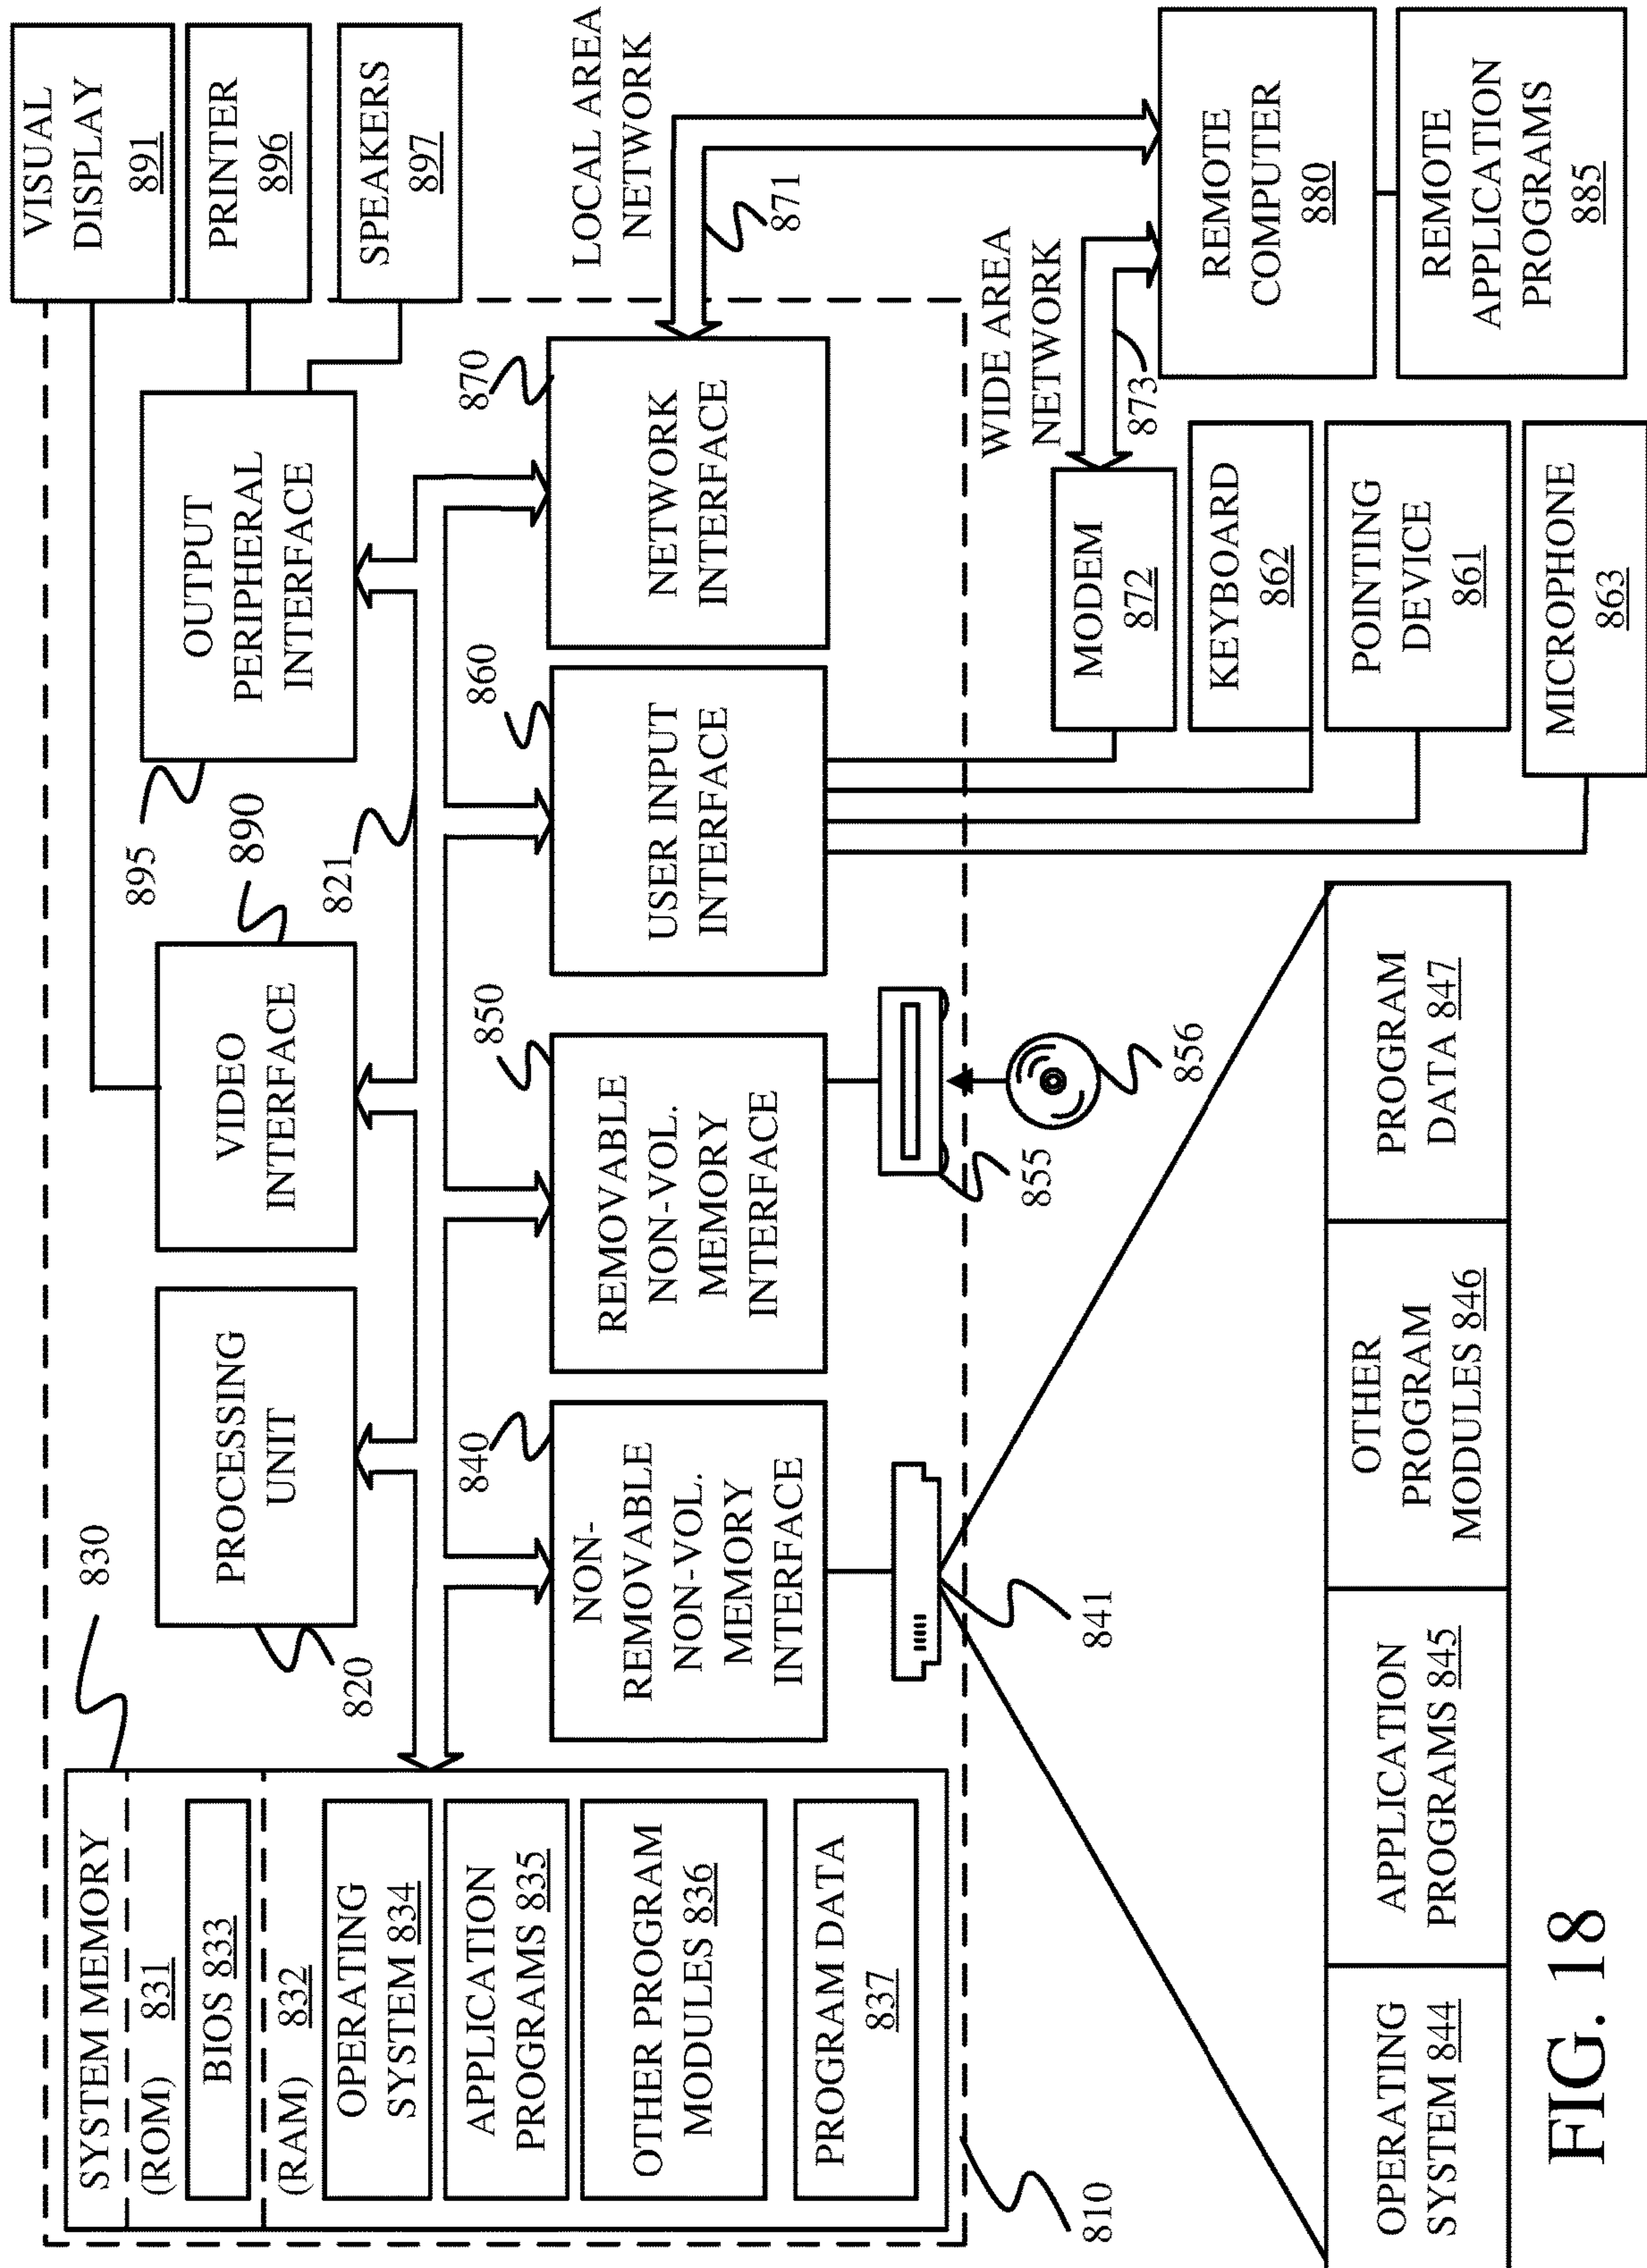 SYSTEM MEMORY
(ROM) 831
BIOS 833
(RAM) 832
OPERATING
SYSTEM 834
APPLICATION
PROGRAMS 835
OTHER PROGRAM
MODULES 836
PROGRAM DATA
837
810
830
PROCESSING
UNIT
820
VIDEO
INTERFACE
890
OUTPUT
PERIPHERAL
INTERFACE
895
821
VISUAL
DISPLAY
891
PRINTER
896
SPEAKERS
897
NON-
REMOVABLE
NON-VOL.
MEMORY
INTERFACE
840
REMOVABLE
NON-VOL.
MEMORY
INTERFACE
850
USER INPUT
INTERFACE
860
NETWORK
INTERFACE
870
LOCAL AREA
NETWORK
871
841
855
856
WIDE AREA
NETWORK
873
MODEM
872
KEYBOARD
862
POINTING
DEVICE
861
MICROPHONE
863
REMOTE
COMPUTER
880
REMOTE
APPLICATION
PROGRAMS
885
OPERATING
SYSTEM 844
APPLICATION
PROGRAMS 845
OTHER
PROGRAM
MODULES 846
PROGRAM
DATA 847
FIG. 18